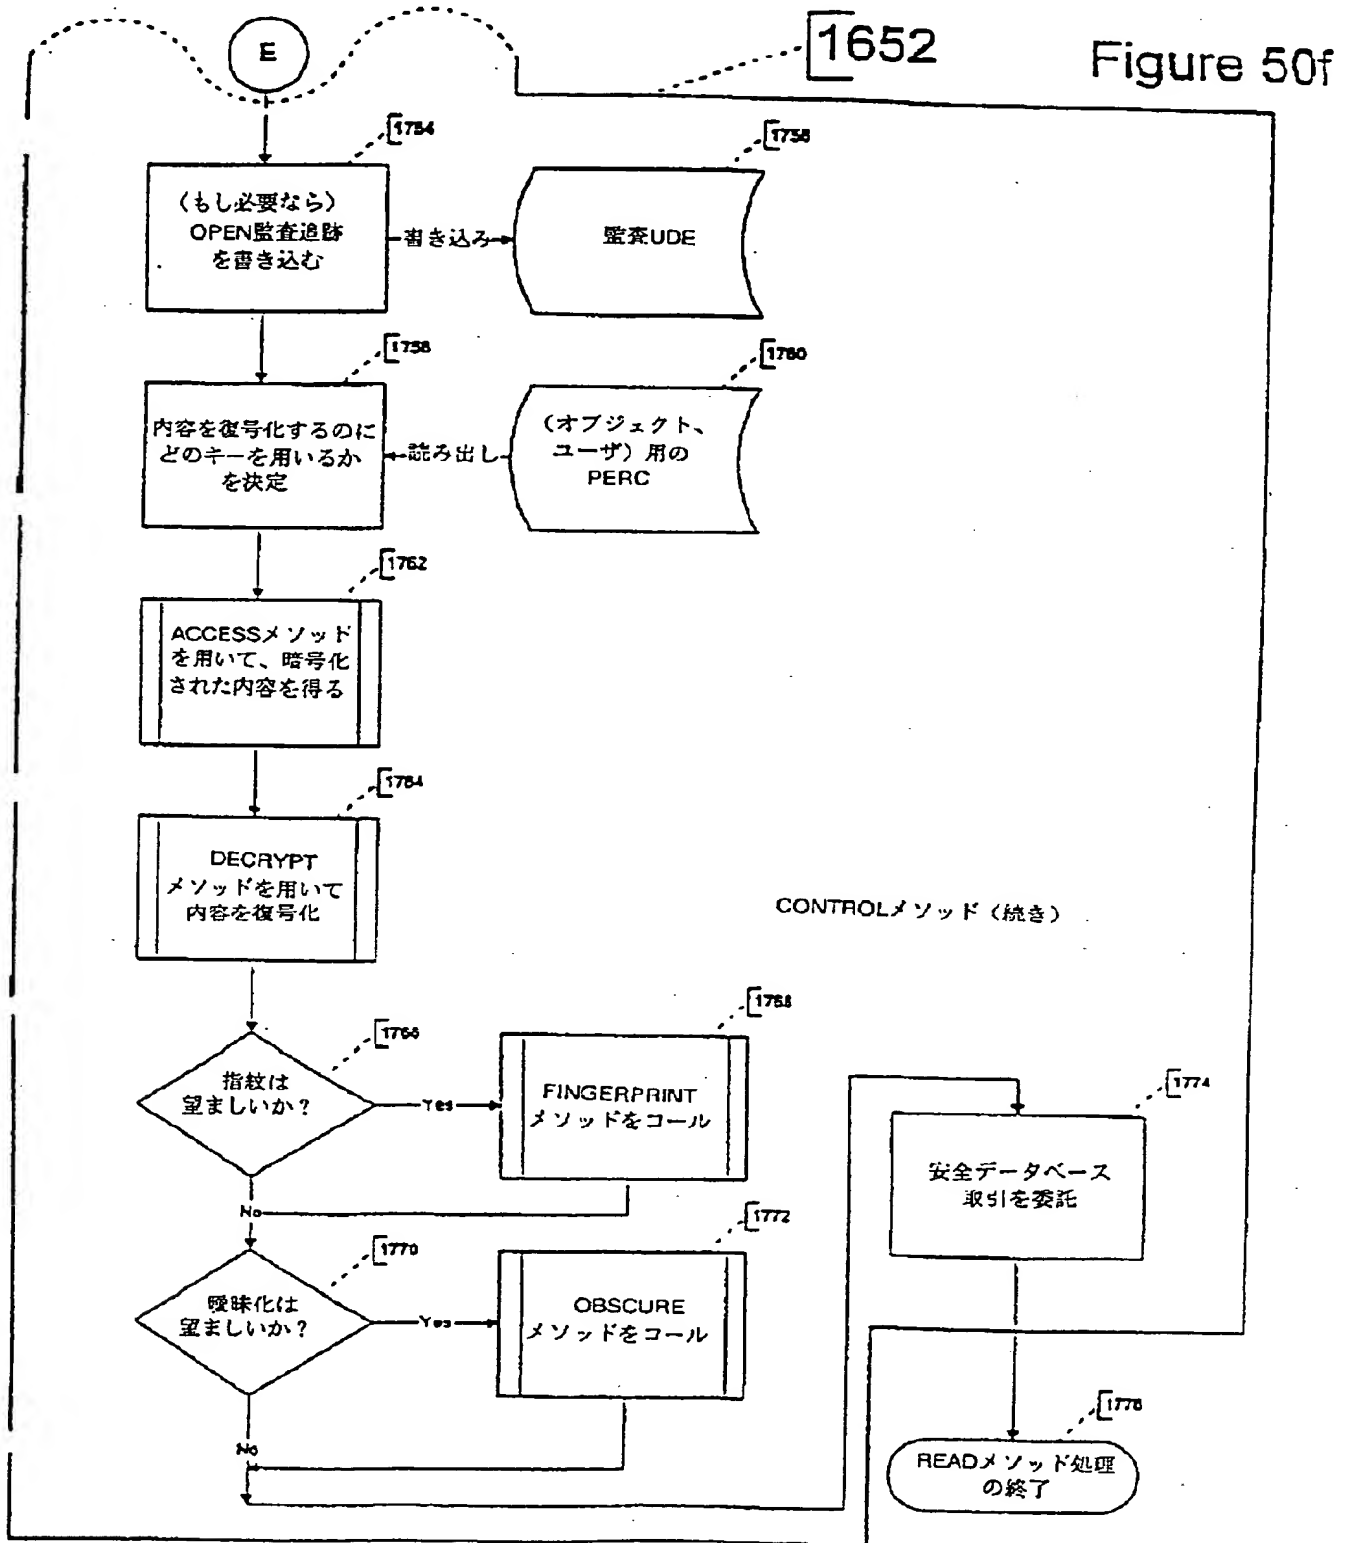 E
1652
Figure 50f
1754
(もし必要なら)
OPEN監査追跡
を書き込む
書き込み
1756
監査UDE
1758
内容を復号化するのに
どのキーを用いるか
を決定
読み出し
1760
(オブジェクト、
ユーザ)用の
PERC
1762
ACCESSメソッド
を用いて、暗号化
された内容を得る
1764
DECRYPT
メソッドを用いて
内容を復号化
CONTROLメソッド(続き)
1766
指紋は
望ましいか?
Yes
1768
FINGERPRINT
メソッドをコール
No
1770
曖昧化は
望ましいか?
Yes
1772
OBSCURE
メソッドをコール
No
1774
安全データベース
取引を委託
1776
READメソッド処理
の終了